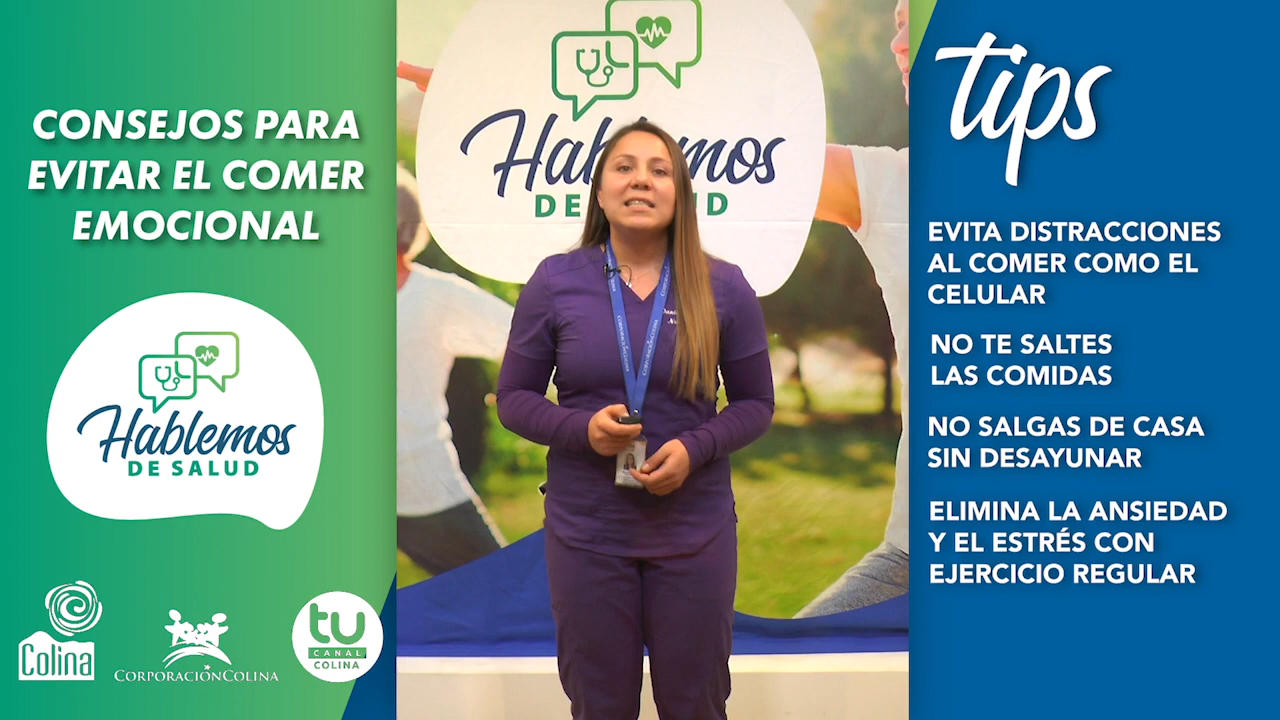 CONSEJOS PARA
EVITAR EL COMER
EMOCIONAL
Hablemos
DE SALUD
Colina
CORPORACIÓNCOLINA
tu
CANAL
COLINA
Hablemos
DE SALUD
CORPORACIÓNCOLINA
tips
EVITA DISTRACCIONES
AL COMER COMO EL
CELULAR
NO TE SALTES
LAS COMIDAS
NO SALGAS DE CASA
SIN DESAYUNAR
ELIMINA LA ANSIEDAD
Y EL ESTRÉS CON
EJERCICIO REGULAR